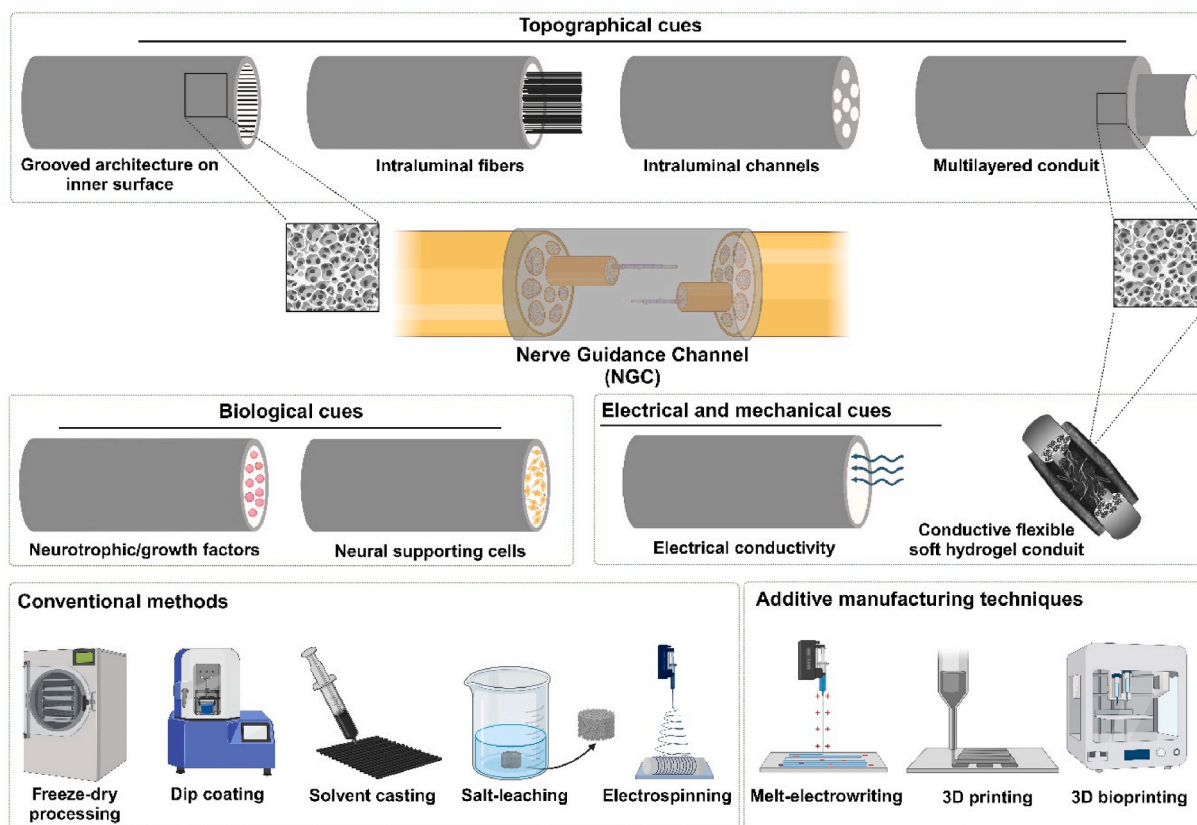 Topographical cues
Grooved architecture on
inner surface
Intraluminal fibers
Intraluminal channels
Multilayered conduit
Nerve Guidance Channel
(NGC)
Biological cues
Neurotrophic/growth factors
Neural supporting cells
Electrical and mechanical cues
Electrical conductivity
Conductive flexible
soft hydrogel conduit
Conventional methods
Freeze-dry
processing
Dip coating
Solvent casting
Salt-leaching
Electrospinning
Additive manufacturing techniques
Melt-electrowriting
3D printing
3D bioprinting